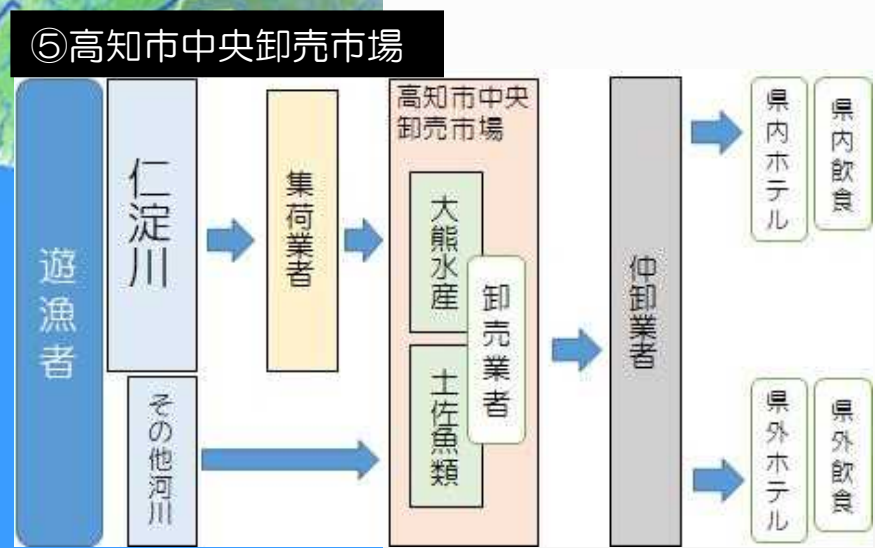 ⑤高知市中央卸売市場
遊漁者
仁淀川
その他河川
集荷業者
高知市中央
卸売市場
大熊水産
土佐魚類
卸売業者
仲卸業者
県内ホテル
県内飲食
県外ホテル
県外飲食